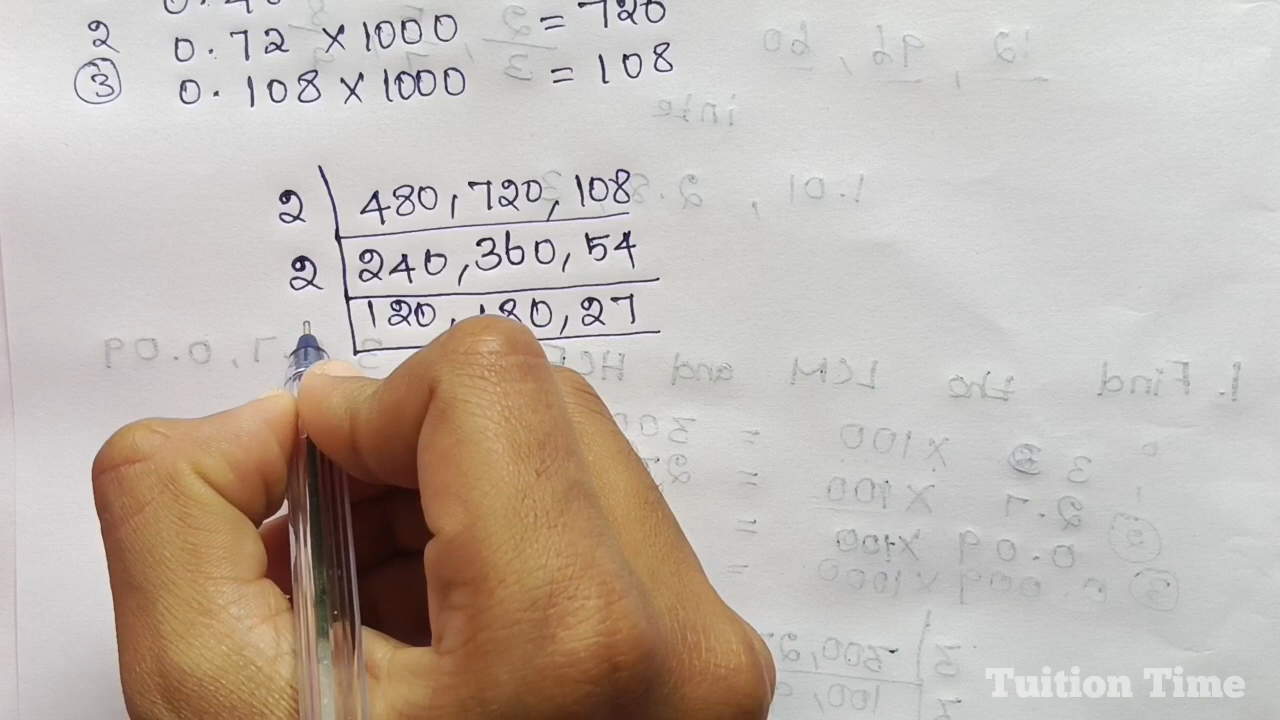 2 0.72 × 1000 = 720
③ 0.108 × 1000 = 108
2 480, 720, 108
2 240, 360, 54
120, 180, 27
Tuition Time